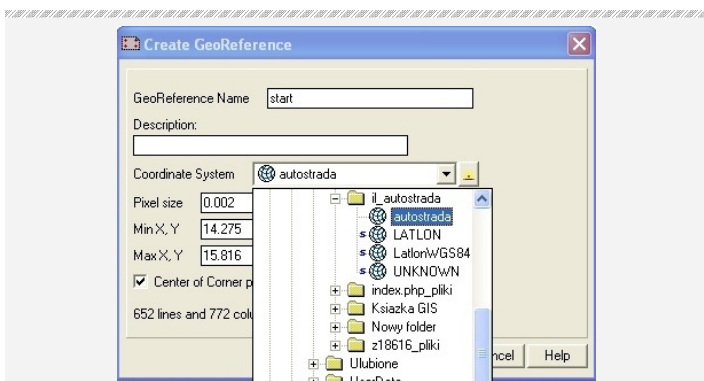 Create GeoReference
GeoReference Name start
Description:
Coordinate System autostrada
Pixel size 0.002
Min X, Y 14.275
Max X, Y 15.816
Center of Corner p
652 lines and 772 colu
il_autostrada
autostrada
s LATLON
s LatlonWGS84
s UNKNOWN
index.php_pliki
Ksiazka GIS
Nowy folder
z18616_pliki
Ulubione
UserData
ncel Help